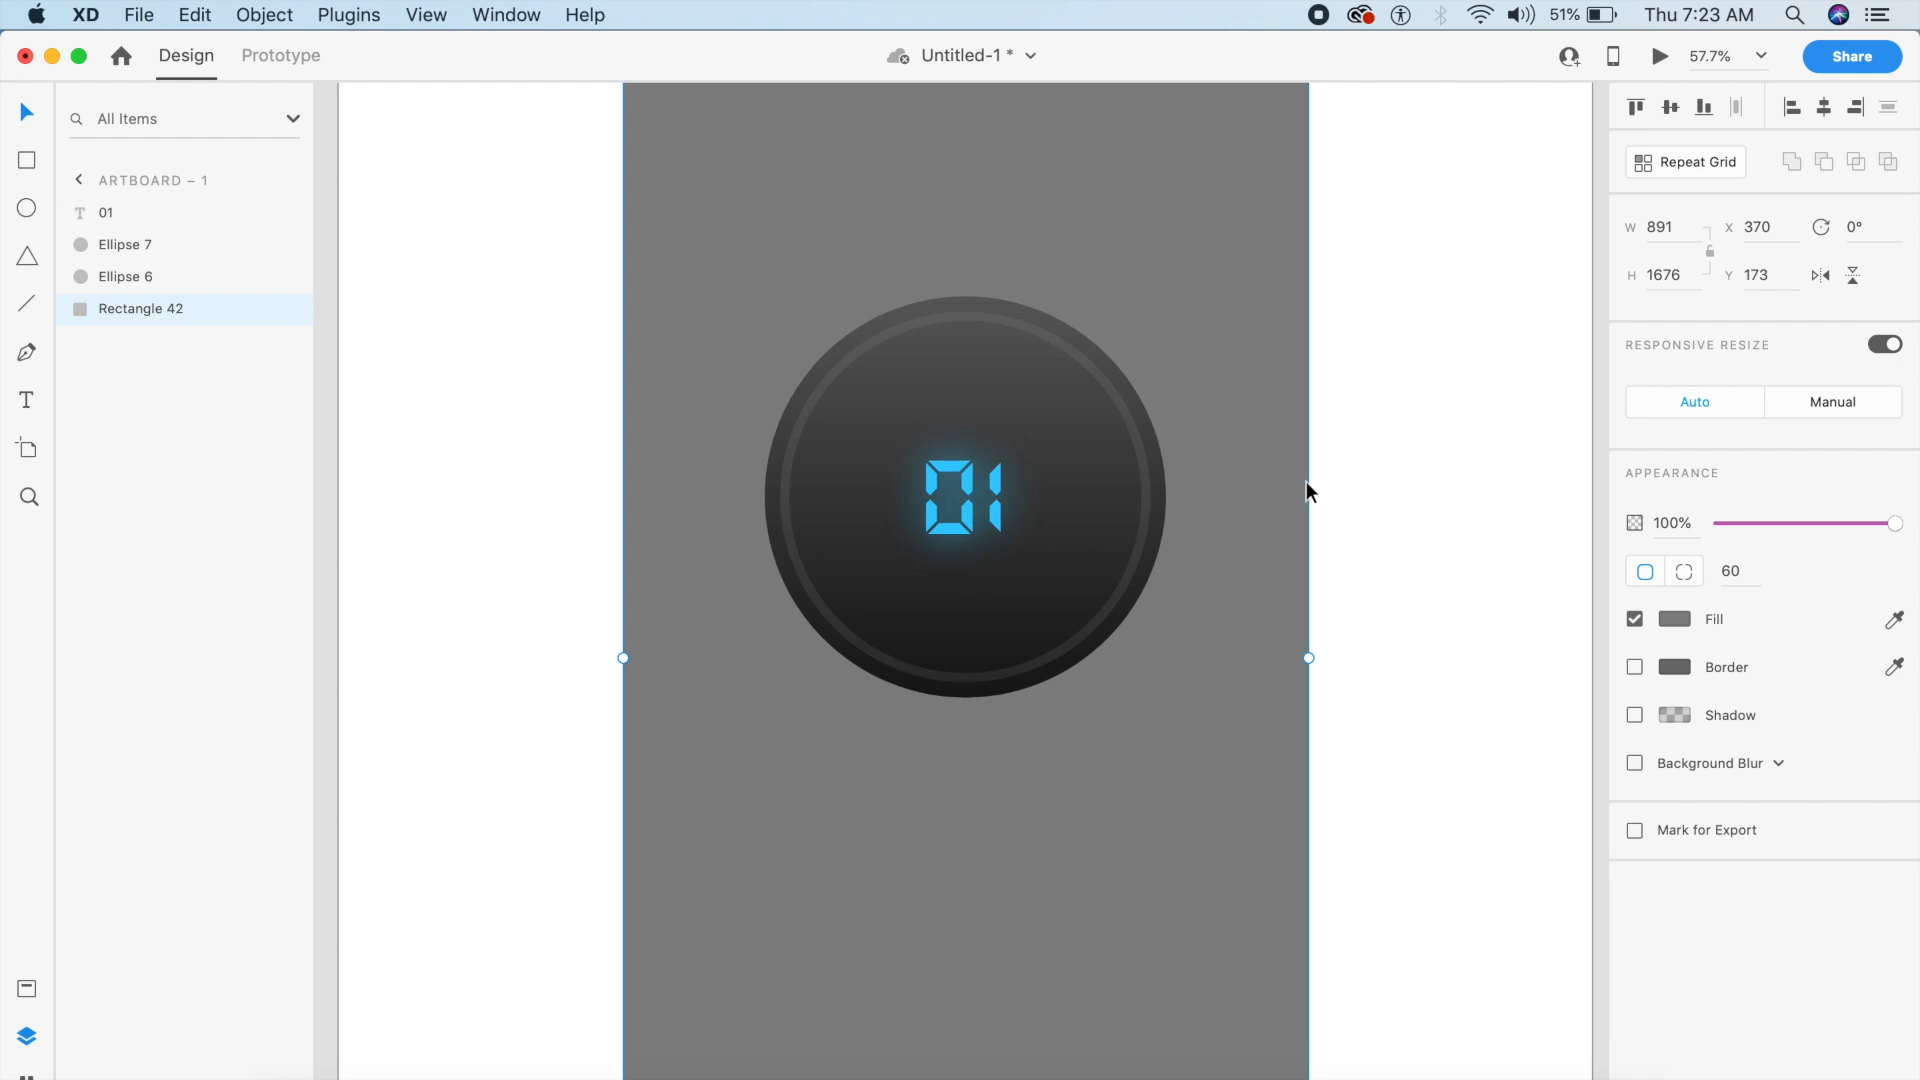 XD File Edit Object Plugins View Window Help 51% Thu 7:23 AM
Design Prototype Untitled-1 * 57.7% Share
All Items
Repeat Grid
ARTBOARD – 1
T 01
Ellipse 7
Ellipse 6
Rectangle 42
W 891 X 370 0°
H 1676 Y 173
RESPONSIVE RESIZE
Auto Manual
APPEARANCE
100%
60
Fill
Border
Shadow
Background Blur
Mark for Export
01